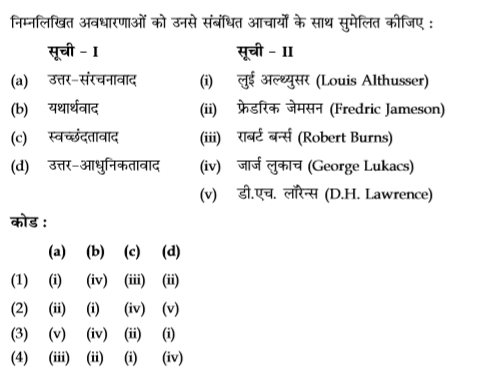 निम्नलिखित अवधारणाओं को उनसे संबंधित आचार्यों के साथ सुमेलित कीजिए :
सूची - I सूची - II
(a) उत्तर-संरचनावाद (i) लुई अल्थ्युसर (Louis Althusser)
(b) यथार्थवाद (ii) फ्रेडरिक जेमसन (Fredric Jameson)
(c) स्वच्छंदतावाद (iii) राबर्ट बर्न्स (Robert Burns)
(d) उत्तर-आधुनिकतावाद (iv) जार्ज लुकाच (George Lukacs)
(v) डी.एच. लॉरेन्स (D.H. Lawrence)
कोड :
(a) (b) (c) (d)
(1) (i) (iv) (iii) (ii)
(2) (ii) (i) (iv) (v)
(3) (v) (iv) (ii) (i)
(4) (iii) (ii) (i) (iv)